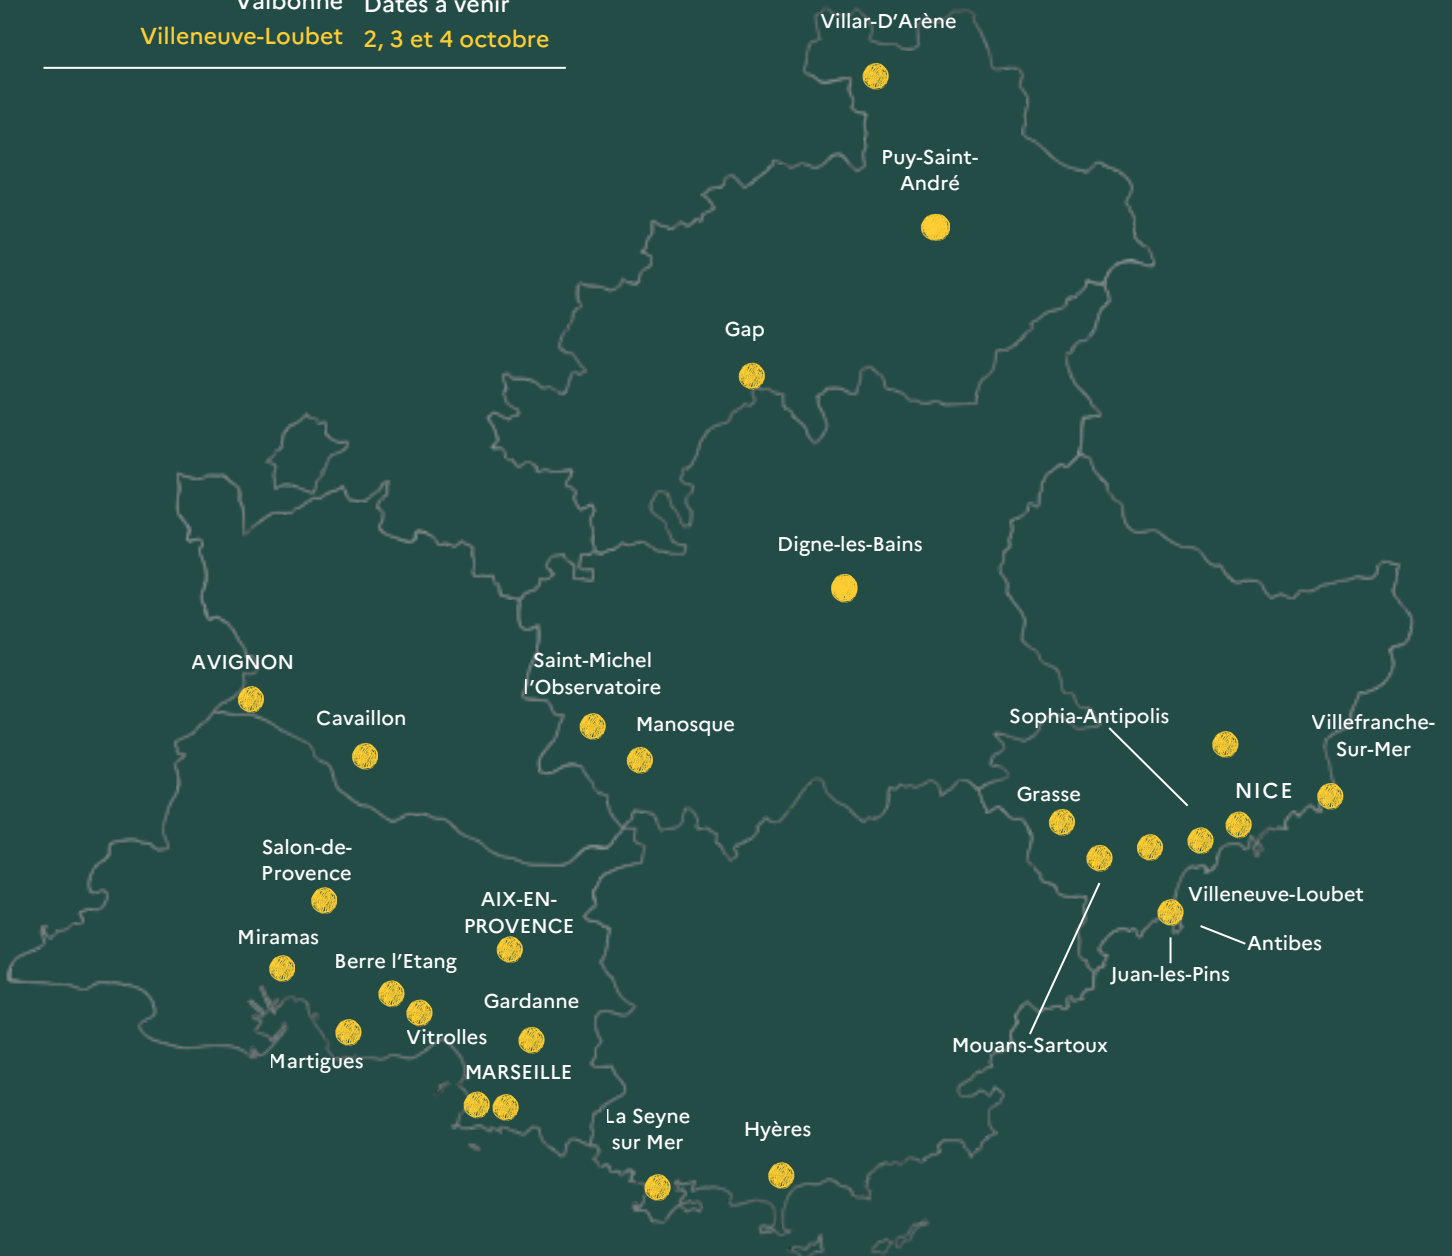 Valbonne Dates à venir
Villeneuve-Loubet 2, 3 et 4 octobre
Villar-D’Arène
Puy-Saint-
André
Gap
Digne-les-Bains
AVIGNON
Cavaillon
Saint-Michel
l’Observatoire
Manosque
Sophia-Antipolis
Villefranche-
Sur-Mer
NICE
Grasse
Salon-de-
Provence
AIX-EN-
PROVENCE
Villeneuve-Loubet
Antibes
Juan-les-Pins
Miramas
Berre l’Etang
Gardanne
Vitrolles
Mouans-Sartoux
Martigues
MARSEILLE
La Seyne
sur Mer
Hyères